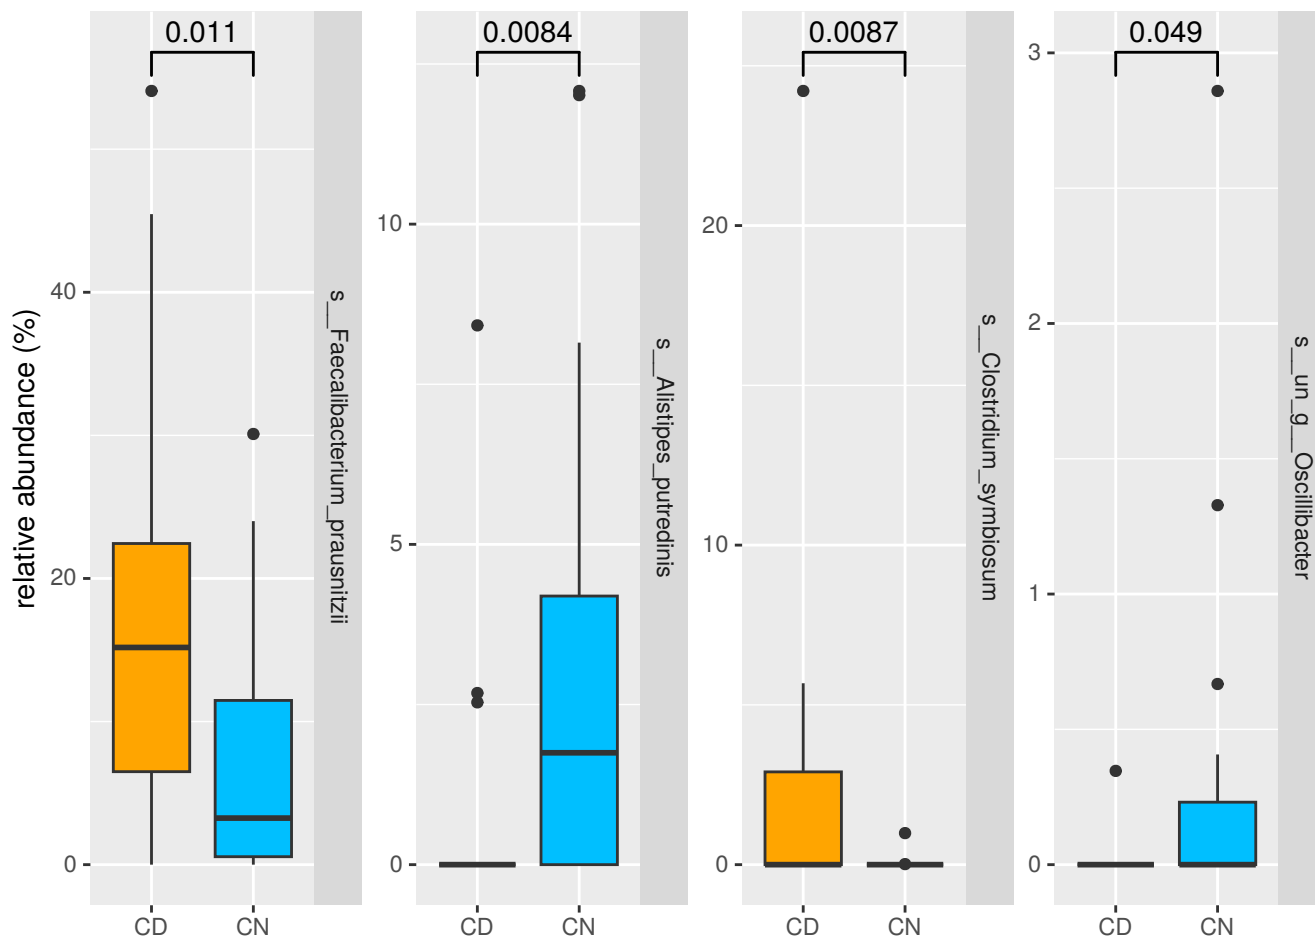 relative abundance (%)
0.011
40
20
0
CD
CN
s__Faecalibacterium_prausnitzii
0.0084
10
5
0
CD
CN
s__Alistipes_putredinis
0.0087
20
10
0
CD
CN
s__Clostridium_symbiosum
0.049
3
2
1
0
CD
CN
s__un_g__Oscillibacter